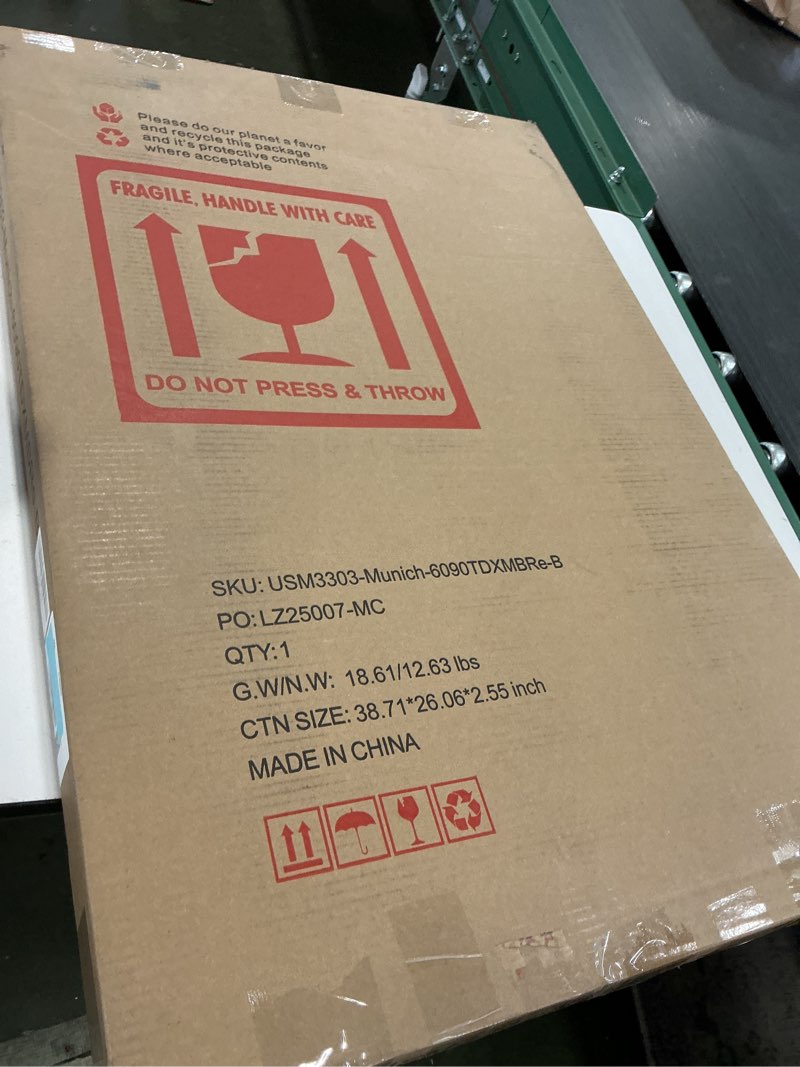 Please do our planet a favor
and recycle this package
and it's protective contents
where acceptable
FRAGILE, HANDLE WITH CARE
DO NOT PRESS & THROW
SKU: USM3303-Munich-6090TDXMBRe-B
PO: LZ25007-MC
QTY: 1
G.W/N.W: 18.61/12.63 lbs
CTN SIZE: 38.71*26.06*2.55 inch
MADE IN CHINA